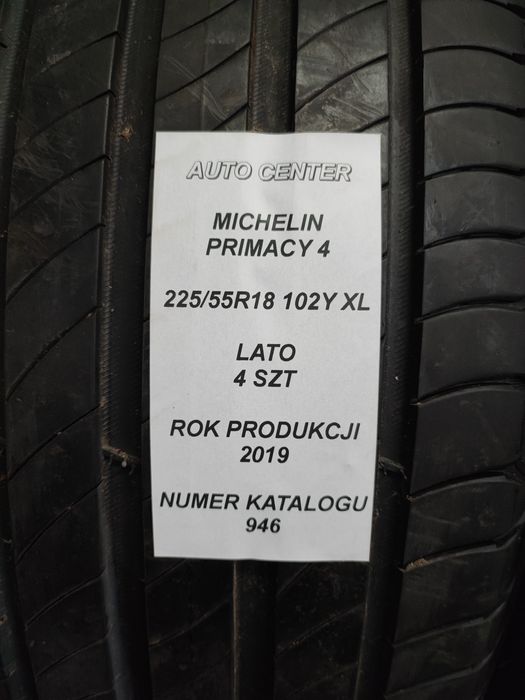 AUTO CENTER
MICHELIN
PRIMACY 4
225/55R18 102Y XL
LATO
4 SZT
ROK PRODUKCJI
2019
NUMER KATALOGU
946